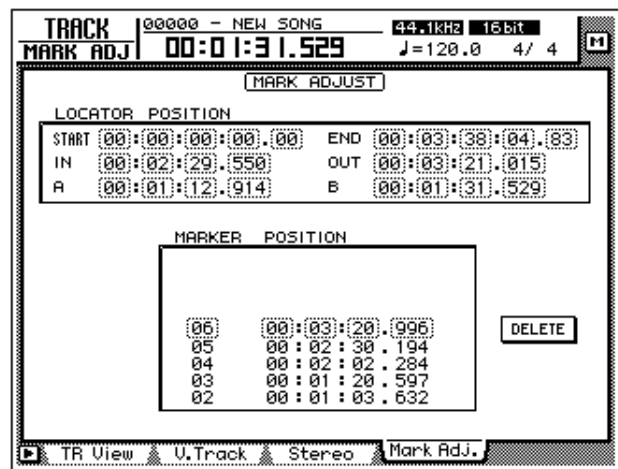 TRACK
MARK ADJ
00000 - NEW SONG
00:01:31.529
44.1kHz 16bit
♩=120.0 4/ 4
M
MARK ADJUST
LOCATOR POSITION
START 00:00:00:00.00 END 00:03:38:04.83
IN 00:02:29.550 OUT 00:03:21.015
A 00:01:12.914 B 00:01:31.529
MARKER POSITION
06 00:03:20.996
05 00:02:30.194
04 00:02:02.284
03 00:01:20.597
02 00:01:03.632
DELETE
TR View V.Track Stereo Mark Adj.